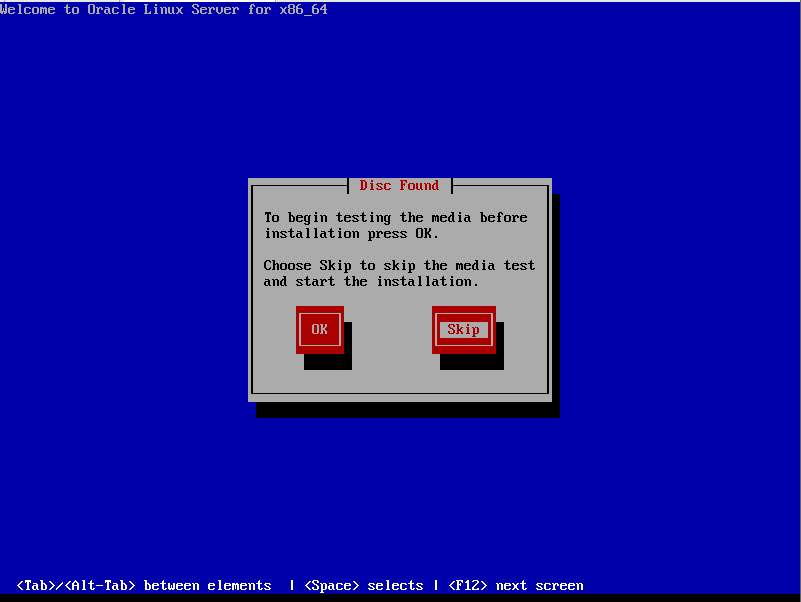 Welcome to Oracle Linux Server for x86_64
Disc Found
To begin testing the media before
installation press OK.
Choose Skip to skip the media test
and start the installation.
OK Skip
<Tab>/<Alt-Tab> between elements | <Space> selects | <F12> next screen